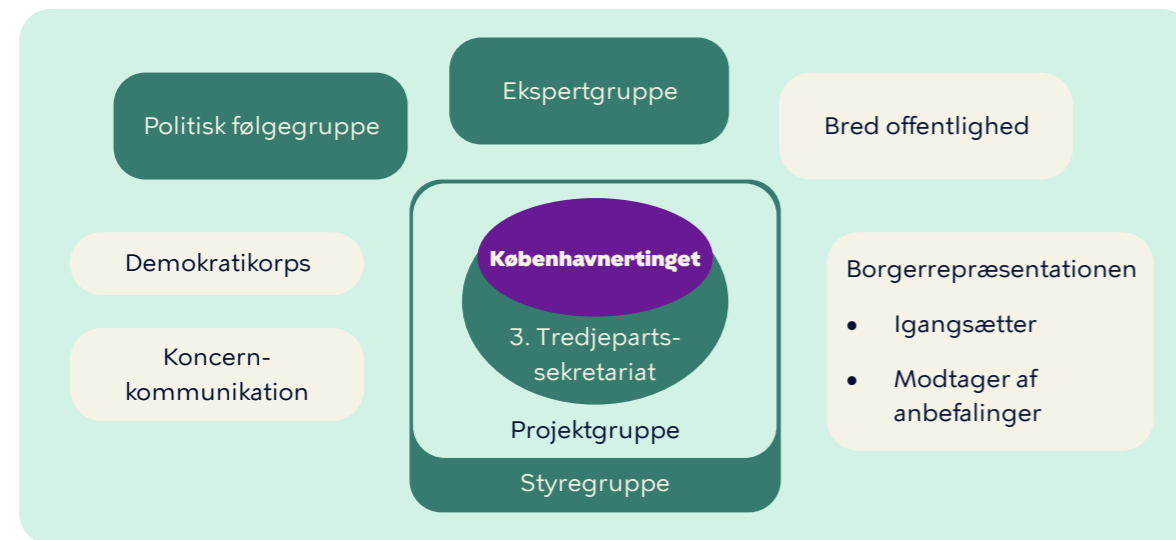 Ekspertgruppe
Politisk følgegruppe
Bred offentlighed
Demokratikorps
Koncern-
kommunikation
Københavnertinget
3. Tredjeparts-
sekretariat
Projektgruppe
Styregruppe
Borgerrepræsentationen
• Igangsætter
• Modtager af
anbefalinger